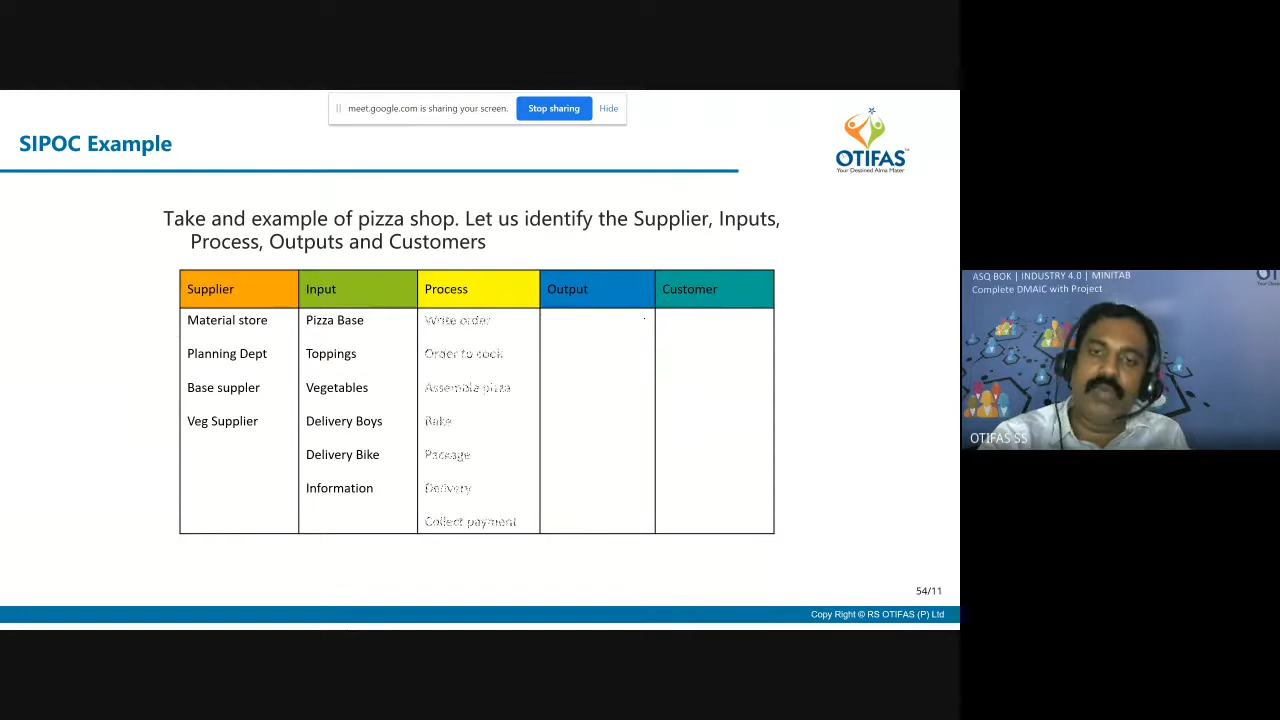 meet.google.com is sharing your screen.
Stop sharing
Hide
SIPOC Example
OTIFAS
Your Destined Alma Mater
Take and example of pizza shop. Let us identify the Supplier, Inputs,
Process, Outputs and Customers
Supplier Input Process Output Customer
Material store Pizza Base Write order
Planning Dept Toppings Order to cook
Base suppler Vegetables Assemble pizza
Veg Supplier Delivery Boys Bake
Delivery Bike Package
Information Delivery
Collect payment
54/11
Copy Right © RS OTIFAS (P) Ltd
ASQ BOK | INDUSTRY 4.0 | MINITAB
Complete DMAIC with Project
OTIFAS SS